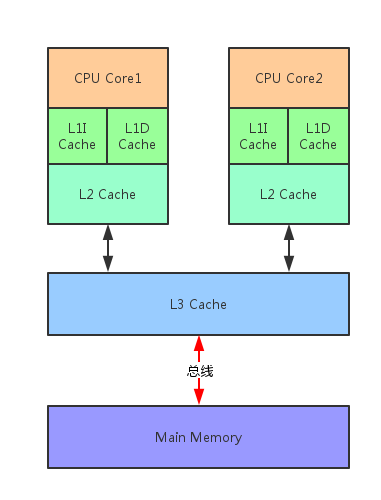 CPU Core1
CPU Core2
L1I
Cache
L1D
Cache
L1I
Cache
L1D
Cache
L2 Cache
L2 Cache
L3 Cache
总线
Main Memory